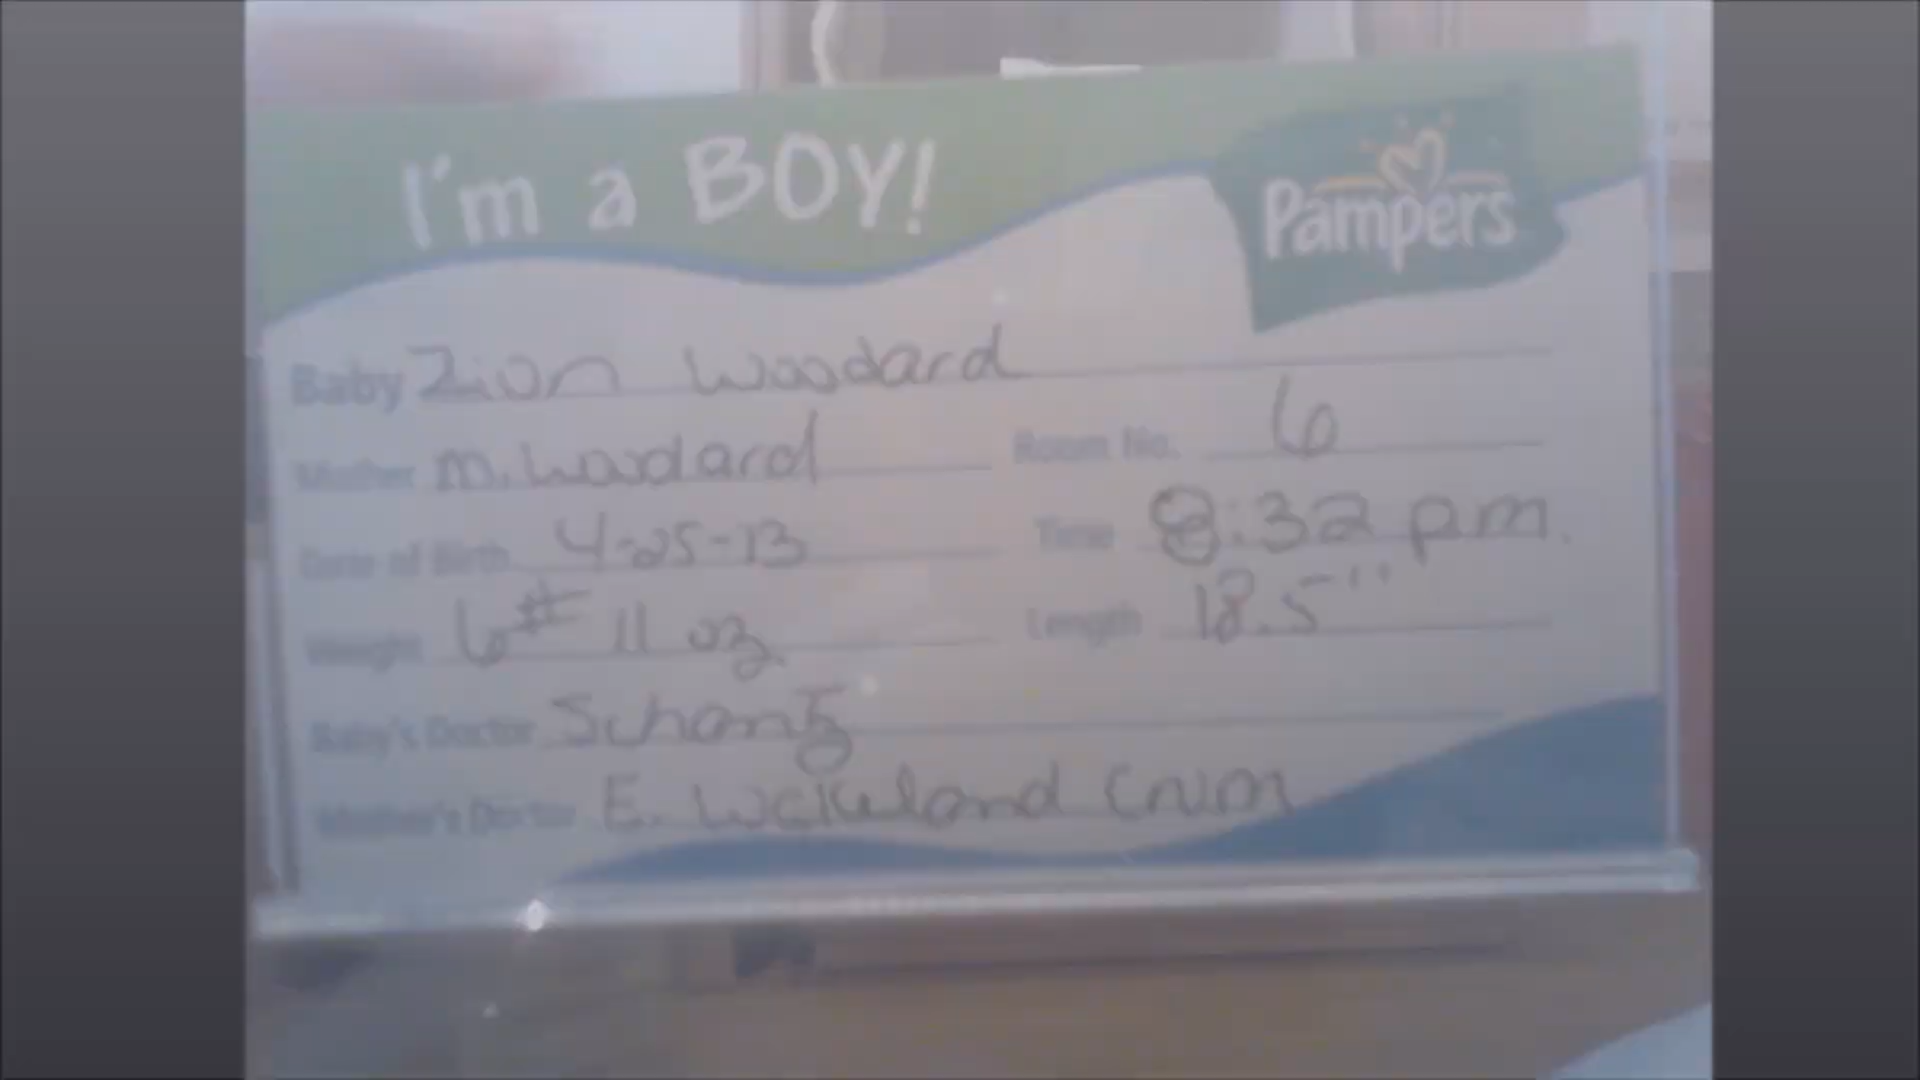 I'm a BOY!
Pampers
Baby Zion Woodard
Mother M. Woodard Room No. 6
Date of Birth 4-25-13 Time 8:32 pm.
Weight 6# 11 oz Length 18.5"
Baby's Doctor Schantz
Mother's Doctor E. Wakeland CNM